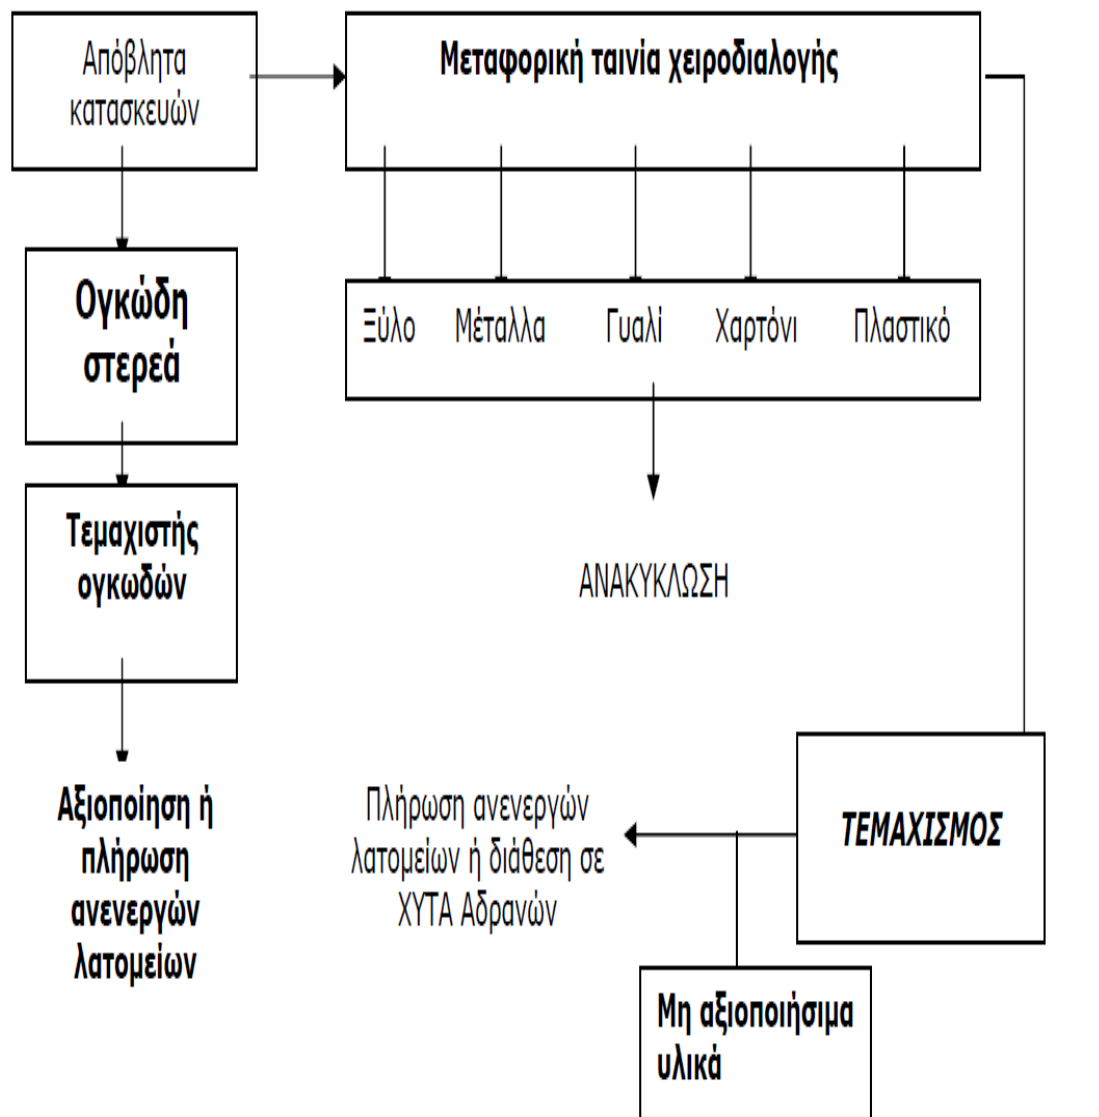 Απόβλητα
κατασκευών
Μεταφορική ταινία χειροδιαλογής
Ογκώδη
στερεά
Ξύλο Μέταλλα Γυαλί Χαρτόνι Πλαστικό
Τεμαχιστής
ογκωδών
ΑΝΑΚΥΚΛΩΣΗ
Αξιοποίηση ή
πλήρωση
ανενεργών
λατομείων
Πλήρωση ανενεργών
λατομείων ή διάθεση σε
ΧΥΤΑ Αδρανών
ΤΕΜΑΧΙΣΜΟΣ
Μη αξιοποιήσιμα
υλικά